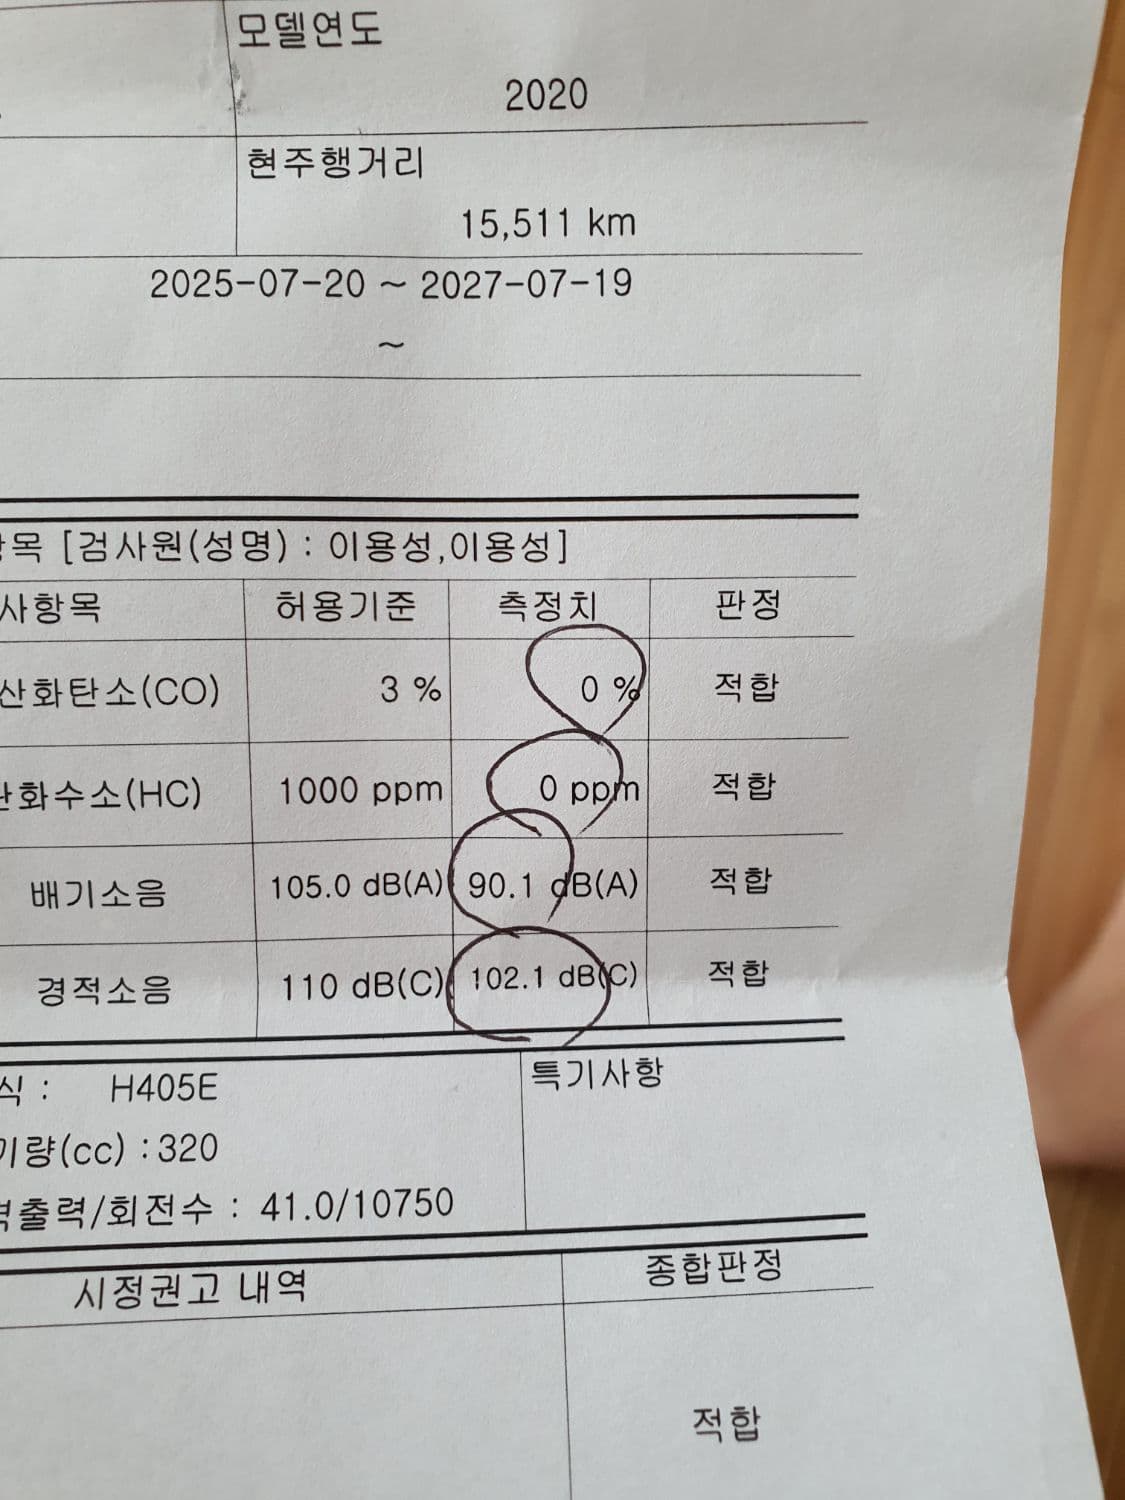 모델연도
2020
현주행거리
15,511 km
2025-07-20 ~ 2027-07-19
~
목 [검사원(성명) : 이용성,이용성]
사항목 허용기준 측정치 판정
산화탄소(CO) 3 % 0 % 적합
화수소(HC) 1000 ppm 0 ppm 적합
배기소음 105.0 dB(A) 90.1 dB(A) 적합
경적소음 110 dB(C) 102.1 dB(C) 적합
식 : H405E 특기사항
기량(cc) : 320
출력/회전수 : 41.0/10750
시정권고 내역 종합판정
적합